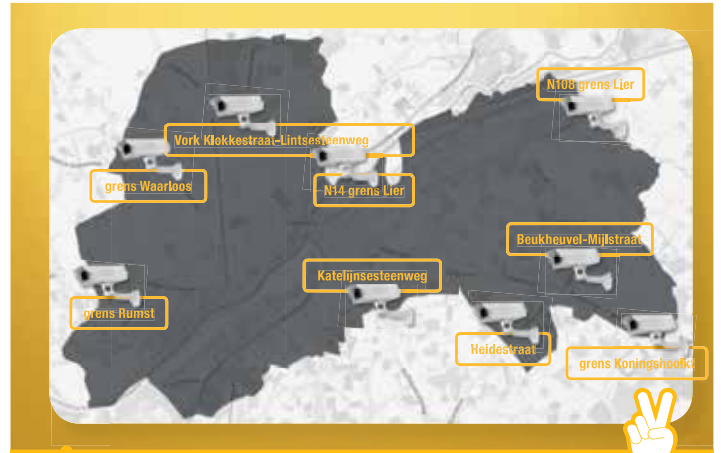 N108 grens Lier
Vork Klokkestraat-Lintsesteenweg
grens Waarloos
N14 grens Lier
Beukheuvel-Mijlstraat
Katelijnsesteenweg
grens Rumst
Heidestraat
grens Koningshooikt